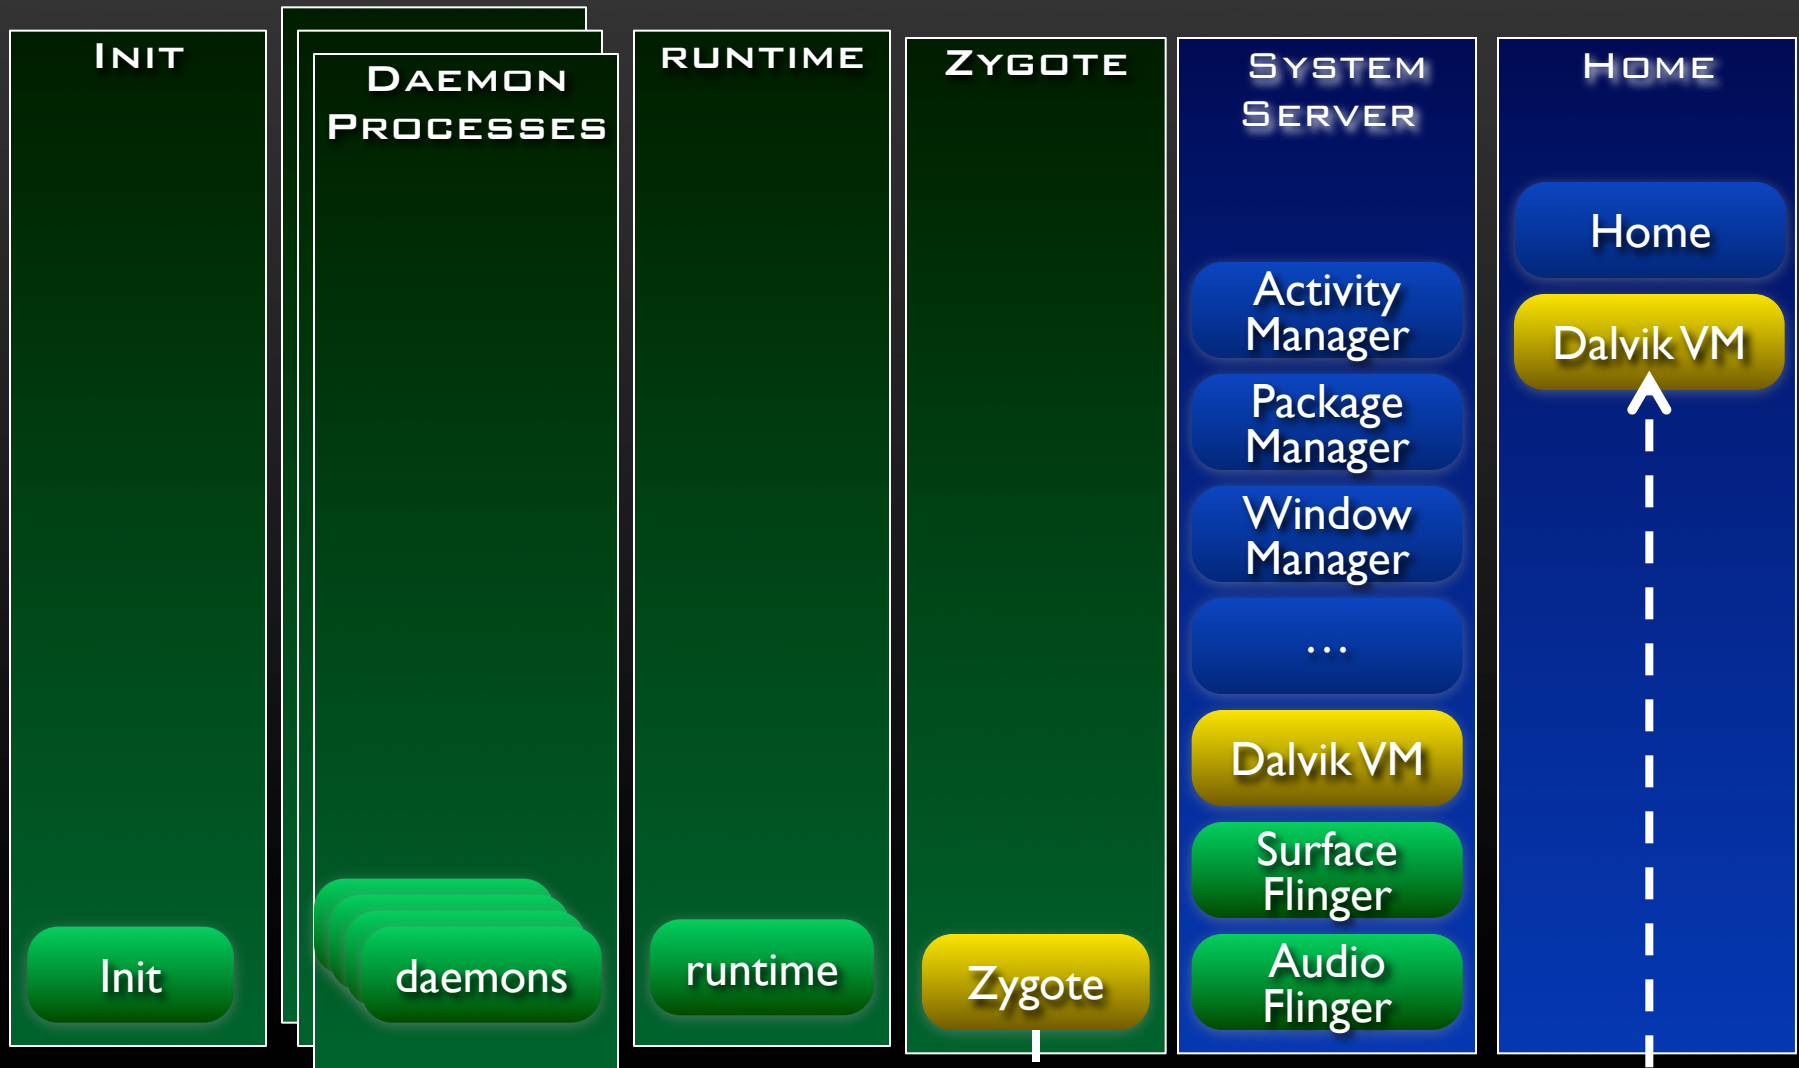 INIT
DAEMON
PROCESSES
RUNTIME
ZYGOTE
SYSTEM
SERVER
HOME
Home
Dalvik VM
Activity
Manager
Package
Manager
Window
Manager
...
Dalvik VM
Surface
Flinger
Audio
Flinger
Init
daemons
runtime
Zygote